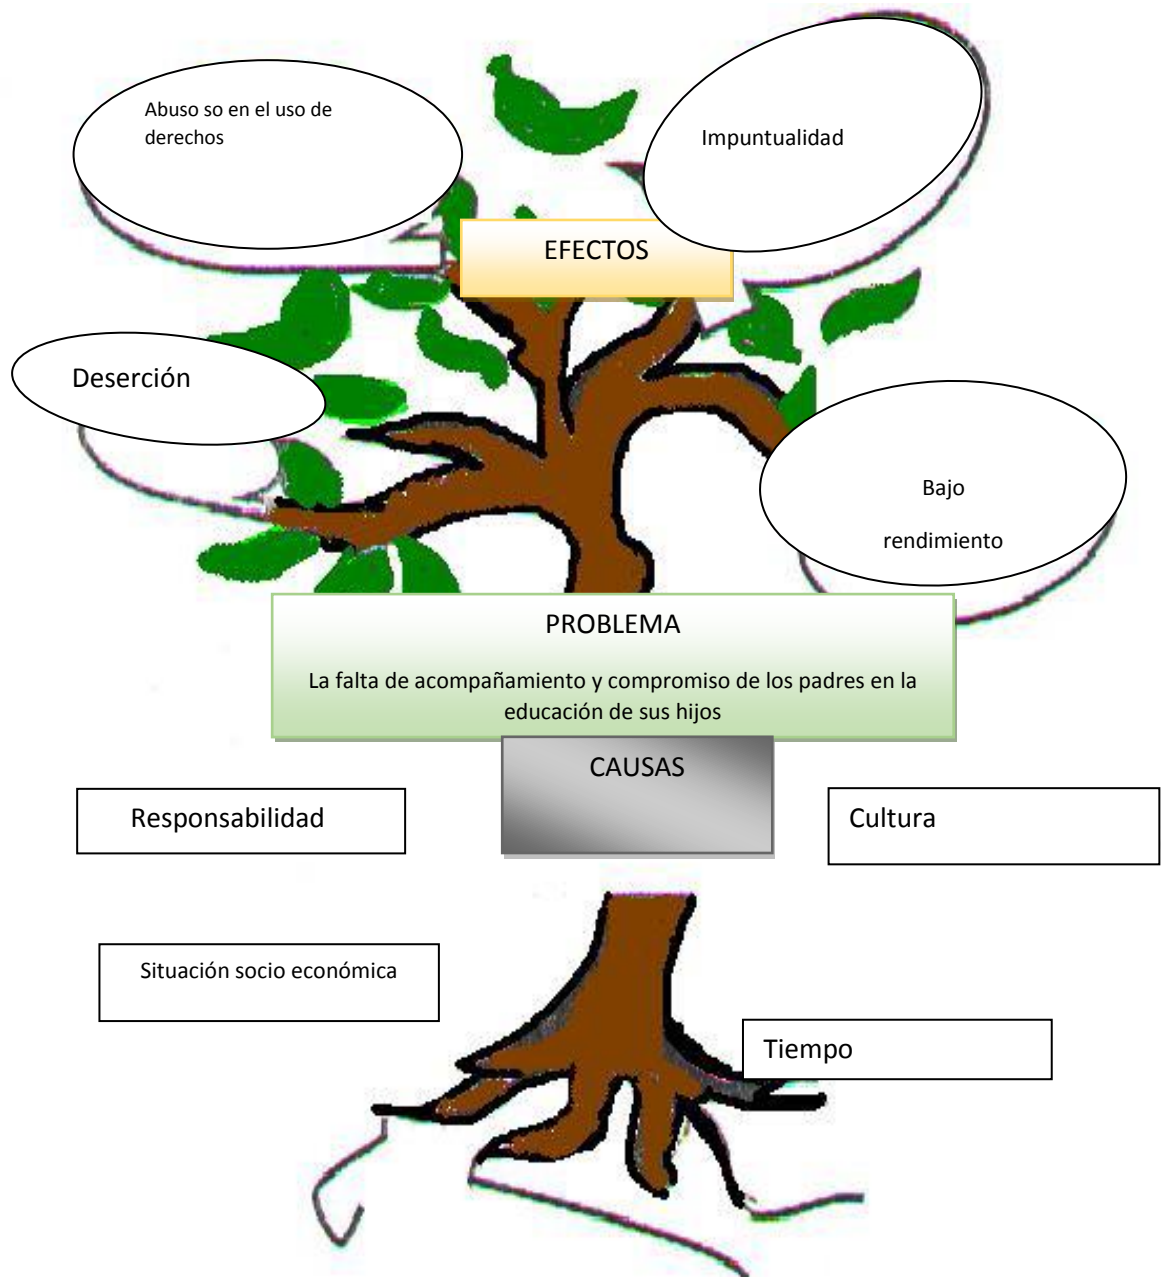 Abuso so en el uso de
derechos
Impuntualidad
EFECTOS
Deserción
Bajo
rendimiento
PROBLEMA
La falta de acompañamiento y compromiso de los padres en la
educación de sus hijos
CAUSAS
Responsabilidad
Cultura
Situación socio económica
Tiempo